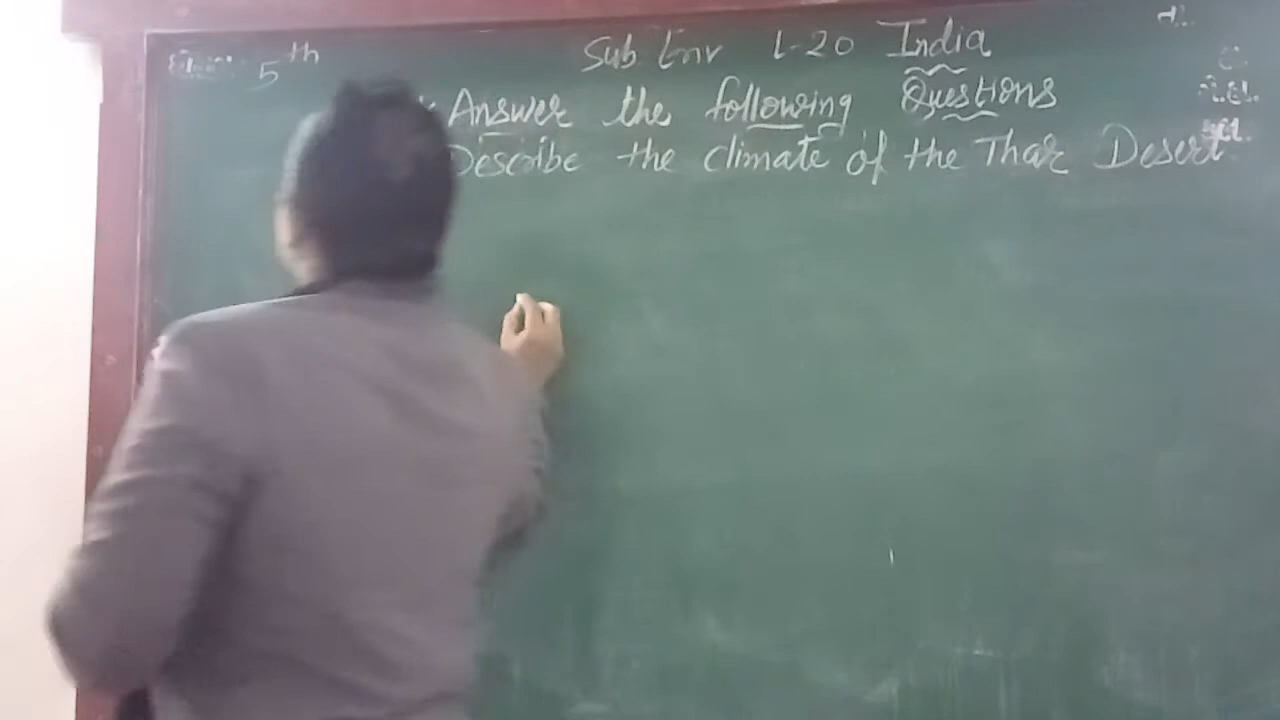 5th Sub Env L-20 India
Answer the following Questions
Describe the climate of the Thar Desert